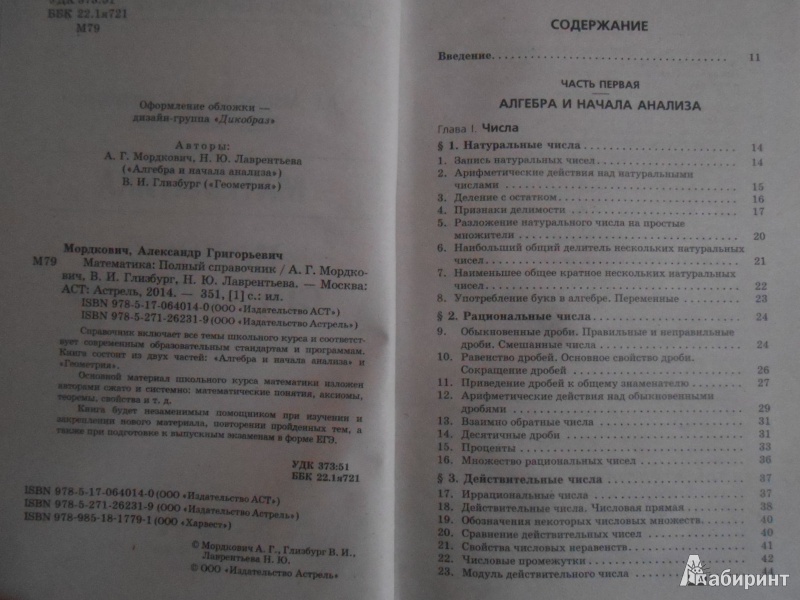 УДК 373:51
ББК 22.1я721
М79
Оформление обложки —
дизайн-группа «Дикобраз»
Авторы:
А. Г. Мордкович, Н. Ю. Лаврентьева
(«Алгебра и начала анализа»)
В. И. Глизбург («Геометрия»)
Мордкович, Александр Григорьевич
М79 Математика: Полный справочник / А. Г. Мордко-
вич, В. И. Глизбург, Н. Ю. Лаврентьева. — Москва:
АСТ: Астрель, 2014. — 351, [1] с.: ил.
ISBN 978-5-17-064014-0 (ООО «Издательство АСТ»)
ISBN 978-5-271-26231-9 (ООО «Издательство Астрель»)
Справочник включает все темы школьного курса и соответст-
вует современным образовательным стандартам и программам.
Книга состоит из двух частей: «Алгебра и начала анализа» и
«Геометрия».
Основной материал школьного курса математики изложен
авторами сжато и системно: математические понятия, аксиомы,
теоремы, свойства и т. д.
Книга будет незаменимым помощником при изучении и
закреплении нового материала, повторении пройденных тем, а
также при подготовке к выпускным экзаменам в форме ЕГЭ.
УДК 373:51
ББК 22.1я721
ISBN 978-5-17-064014-0 (ООО «Издательство АСТ»)
ISBN 978-5-271-26231-9 (ООО «Издательство Астрель»)
ISBN 978-985-18-1779-1 (ООО «Харвест»)
© Мордкович А. Г., Глизбург В. И.,
Лаврентьева Н. Ю.
© ООО «Издательство Астрель»
СОДЕРЖАНИЕ
Введение. 11
ЧАСТЬ ПЕРВАЯ
АЛГЕБРА И НАЧАЛА АНАЛИЗА
Глава I. Числа
§ 1. Натуральные числа 14
1. Запись натуральных чисел 14
2. Арифметические действия над натуральными
числами 15
3. Деление с остатком 16
4. Признаки делимости 17
5. Разложение натурального числа на простые
множители 20
6. Наибольший общий делитель нескольких натуральных
чисел 21
7. Наименьшее общее кратное нескольких натуральных
чисел 22
8. Употребление букв в алгебре. Переменные 23
§ 2. Рациональные числа 24
9. Обыкновенные дроби. Правильные и неправильные
дроби. Смешанные числа 24
10. Равенство дробей. Основное свойство дроби.
Сокращение дробей 26
11. Приведение дробей к общему знаменателю 27
12. Арифметические действия над обыкновенными
дробями 29
13. Взаимно обратные числа 31
14. Десятичные дроби 31
15. Проценты 33
16. Множество рациональных чисел 36
§ 3. Действительные числа 37
17. Иррациональные числа 37
18. Действительные числа. Числовая прямая 38
19. Обозначения некоторых числовых множеств. 40
20. Сравнение действительных чисел 40
21. Свойства числовых неравенств 41
22. Числовые промежутки 42
23. Модуль действительного числа 44
Лабиринт.ру